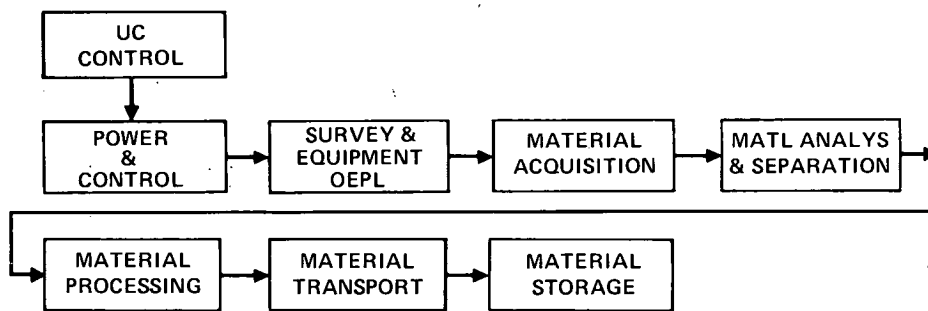 UC
CONTROL
POWER
&
CONTROL
SURVEY &
EQUIPMENT
OEPL
MATERIAL
ACQUISITION
MATL ANALYS
& SEPARATION
MATERIAL
PROCESSING
MATERIAL
TRANSPORT
MATERIAL
STORAGE